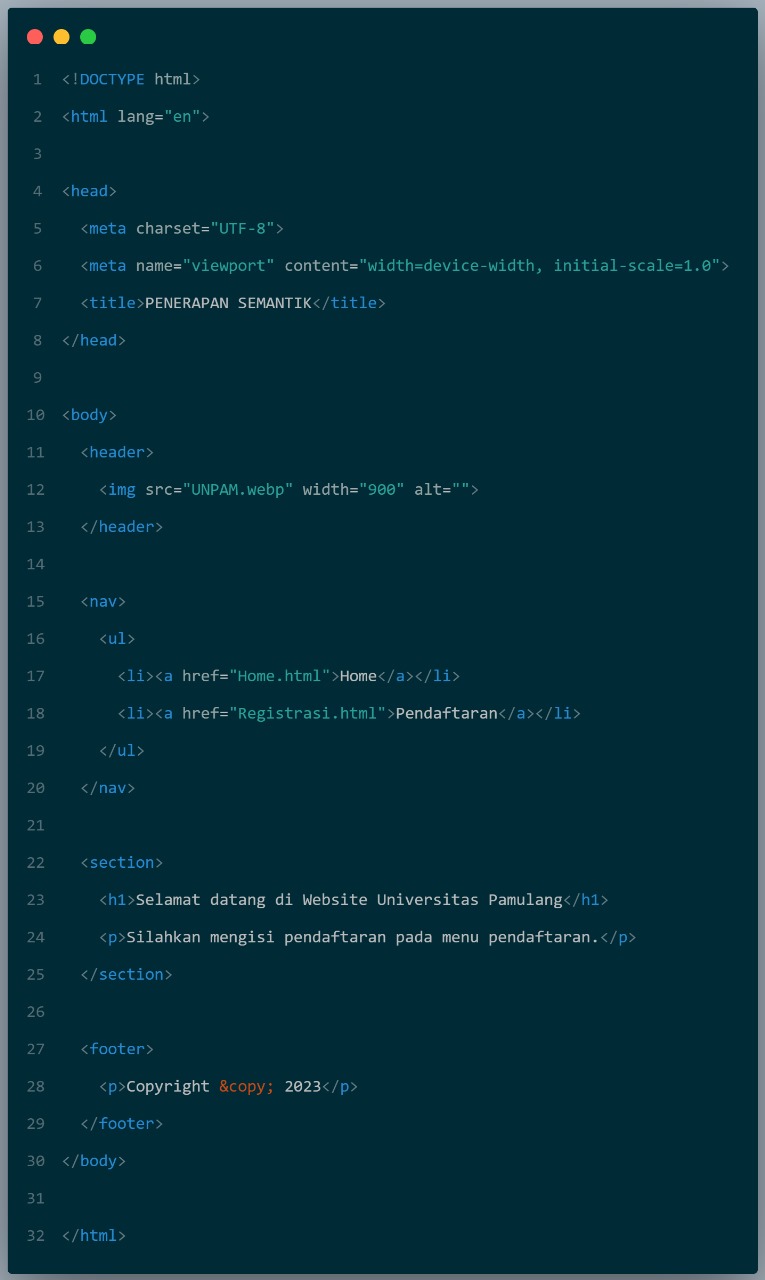 1 <!DOCTYPE html>
2 <html lang="en">
3
4 <head>
5   <meta charset="UTF-8">
6   <meta name="viewport" content="width=device-width, initial-scale=1.0">
7   <title>PENERAPAN SEMANTIK</title>
8 </head>
9
10 <body>
11   <header>
12     <img src="UNPAM.webp" width="900" alt="">
13   </header>
14
15   <nav>
16     <ul>
17       <li><a href="Home.html">Home</a></li>
18       <li><a href="Registrasi.html">Pendaftaran</a></li>
19     </ul>
20   </nav>
21
22   <section>
23     <h1>Selamat datang di Website Universitas Pamulang</h1>
24     <p>Silahkan mengisi pendaftaran pada menu pendaftaran.</p>
25   </section>
26
27   <footer>
28     <p>Copyright &copy; 2023</p>
29   </footer>
30 </body>
31
32 </html>